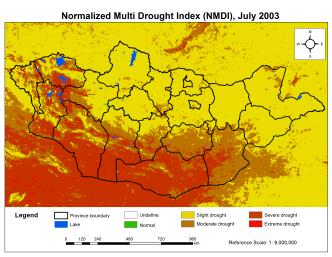 Normalized Multi Drought Index (NMDI), July 2003
N
W
E
S
Legend
Province boundary
Undefine
Slight drought
Severe drought
Lake
Normal
Moderate drought
Extreme drought
0 120 240 480 720 960
km
Reference Scale: 1: 9,000,000